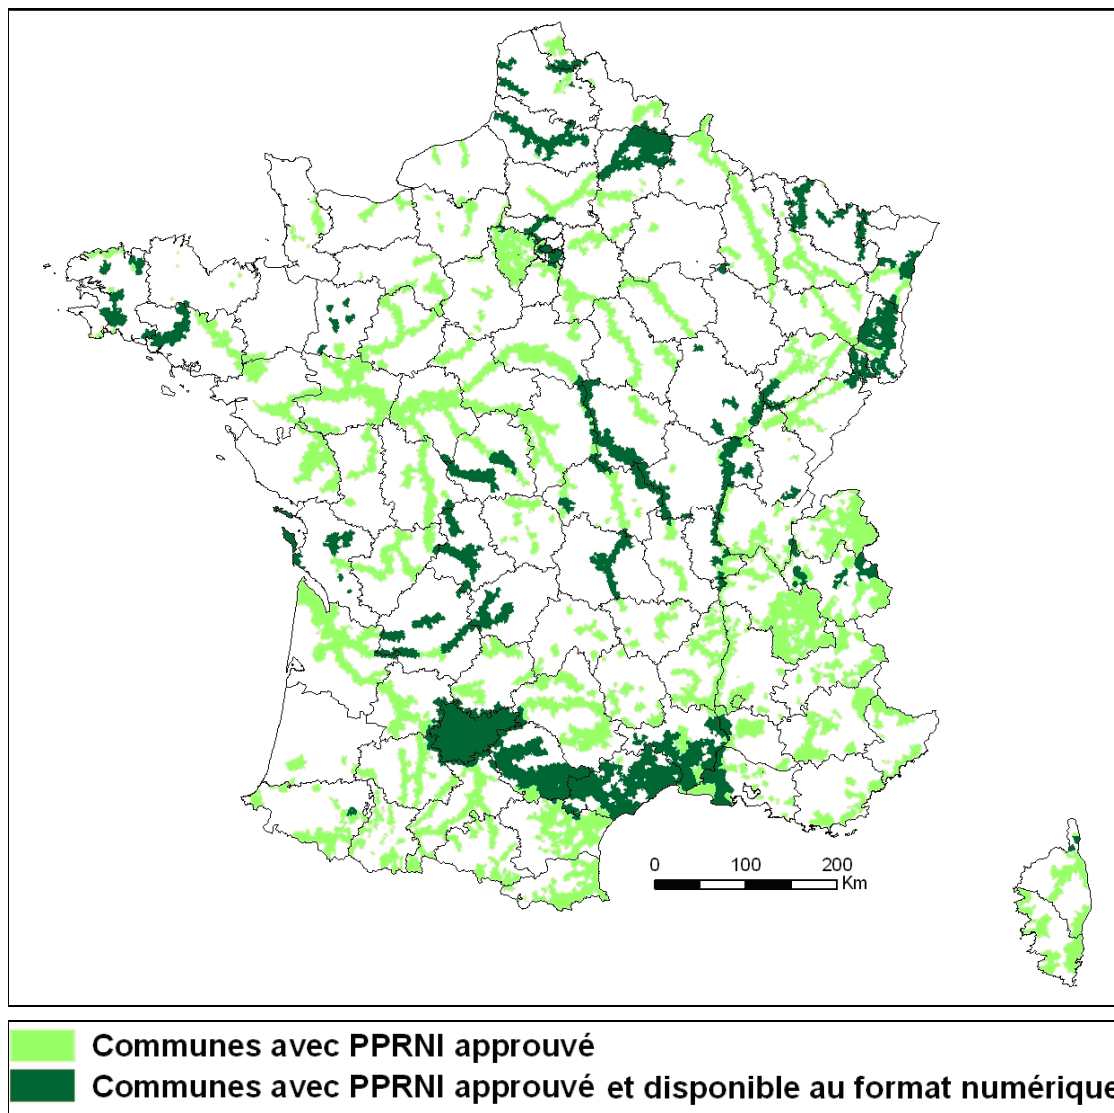 0 100 200
Km
Communes avec PPRNI approuvé
Communes avec PPRNI approuvé et disponible au format numérique